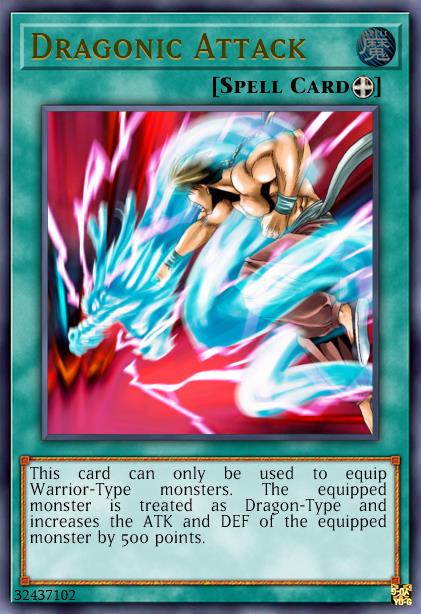 DRAGONIC ATTACK
魔
[SPELL CARD]
This card can only be used to equip
Warrior-Type monsters. The equipped
monster is treated as Dragon-Type and
increases the ATK and DEF of the equipped
monster by 500 points.
32437102